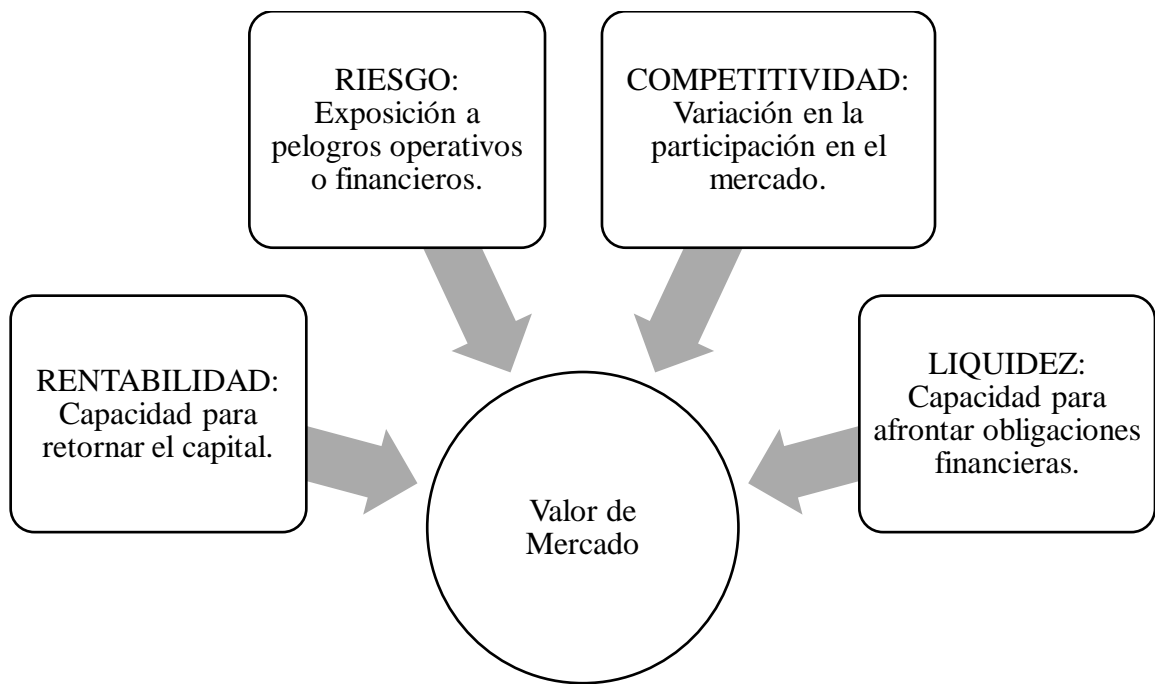 RIESGO:
Exposición a
pelogros operativos
o financieros.
COMPETITIVIDAD:
Variación en la
participación en el
mercado.
RENTABILIDAD:
Capacidad para
retornar el capital.
LIQUIDEZ:
Capacidad para
afrontar obligaciones
financieras.
Valor de
Mercado